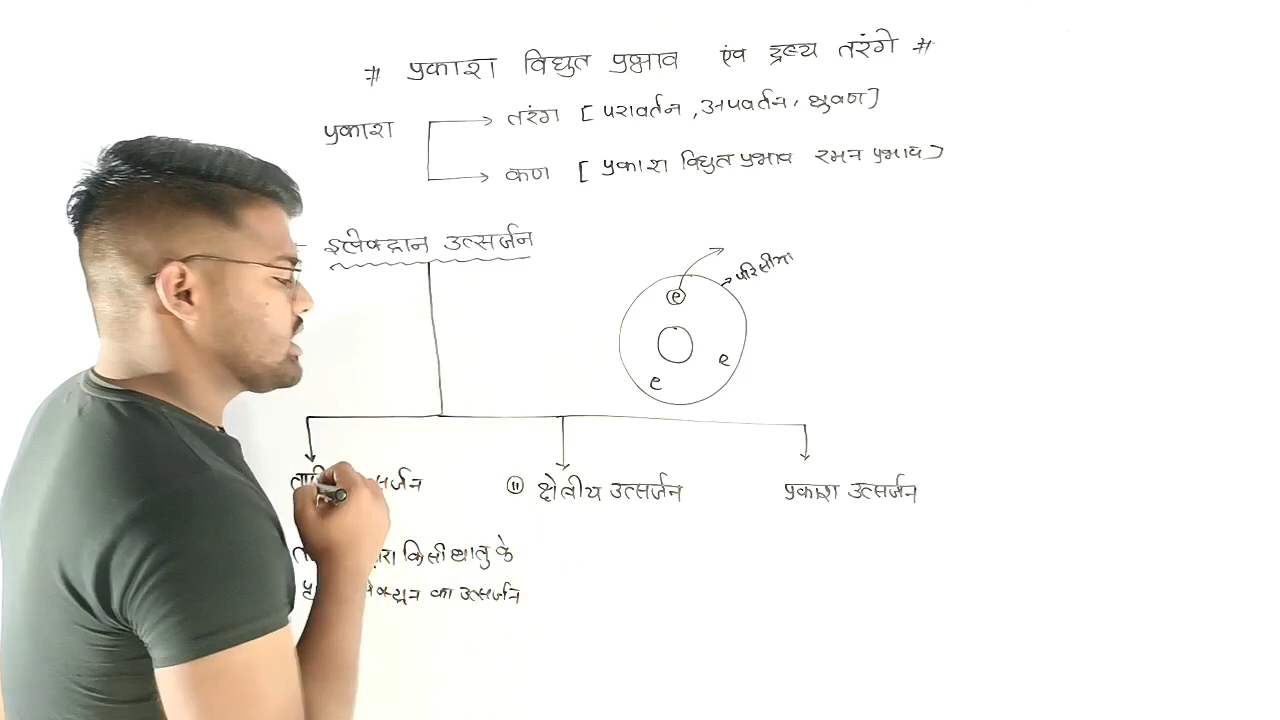 # प्रकाश विद्युत प्रभाव एंव द्रव्य तरंगे #
प्रकाश
तरंग [ परावर्तन , अपवर्तन, ध्रुवण ]
कण [ प्रकाश विद्युत प्रभाव रमन प्रभाव ]
इलेक्ट्रान उत्सर्जन
परिसीमा
e
e
e
उत्सर्जन
(ii) क्षेत्रीय उत्सर्जन
प्रकाश उत्सर्जन
किसी धातु के
का उत्सर्जन